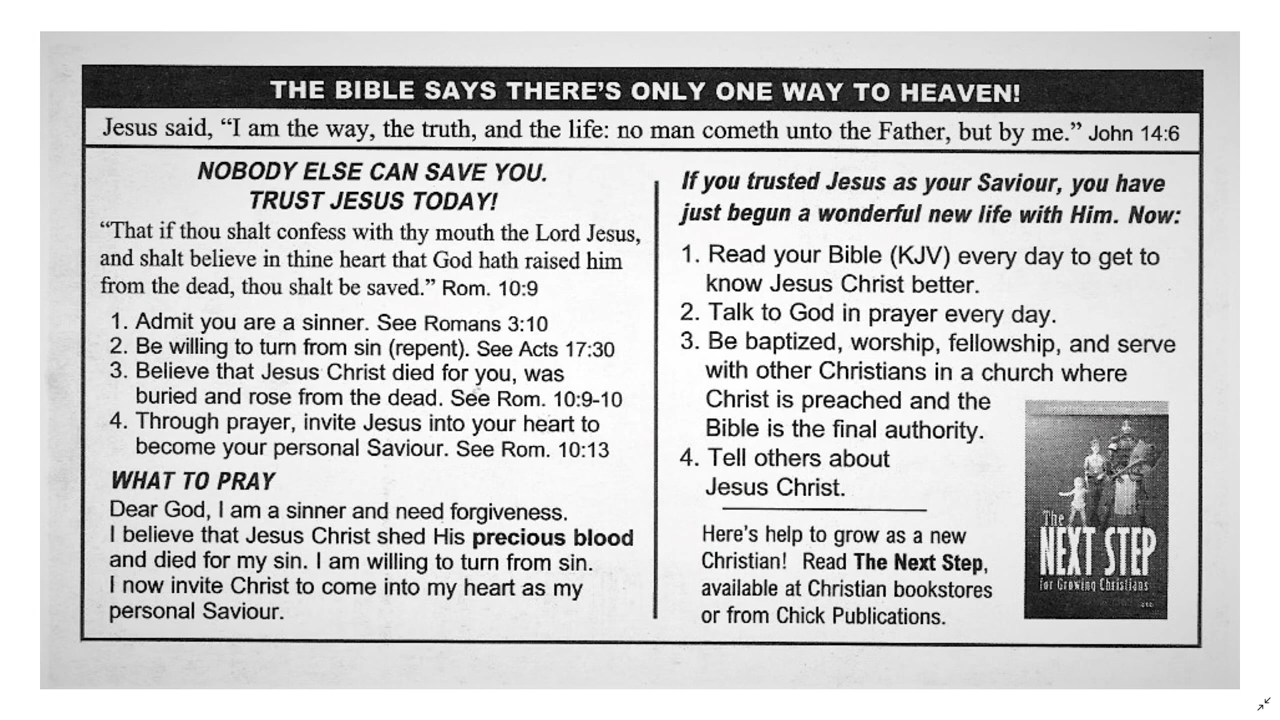 THE BIBLE SAYS THERE'S ONLY ONE WAY TO HEAVEN!
Jesus said, “I am the way, the truth, and the life: no man cometh unto the Father, but by me.” John 14:6
NOBODY ELSE CAN SAVE YOU.
TRUST JESUS TODAY!
“That if thou shalt confess with thy mouth the Lord Jesus,
and shalt believe in thine heart that God hath raised him
from the dead, thou shalt be saved.” Rom. 10:9
1. Admit you are a sinner. See Romans 3:10
2. Be willing to turn from sin (repent). See Acts 17:30
3. Believe that Jesus Christ died for you, was
buried and rose from the dead. See Rom. 10:9-10
4. Through prayer, invite Jesus into your heart to
become your personal Saviour. See Rom. 10:13
WHAT TO PRAY
Dear God, I am a sinner and need forgiveness.
I believe that Jesus Christ shed His precious blood
and died for my sin. I am willing to turn from sin.
I now invite Christ to come into my heart as my
personal Saviour.
If you trusted Jesus as your Saviour, you have
just begun a wonderful new life with Him. Now:
1. Read your Bible (KJV) every day to get to
know Jesus Christ better.
2. Talk to God in prayer every day.
3. Be baptized, worship, fellowship, and serve
with other Christians in a church where
Christ is preached and the
Bible is the final authority.
4. Tell others about
Jesus Christ.
Here's help to grow as a new
Christian! Read The Next Step,
available at Christian bookstores
or from Chick Publications.
The
NEXT STEP
for Growing Christians